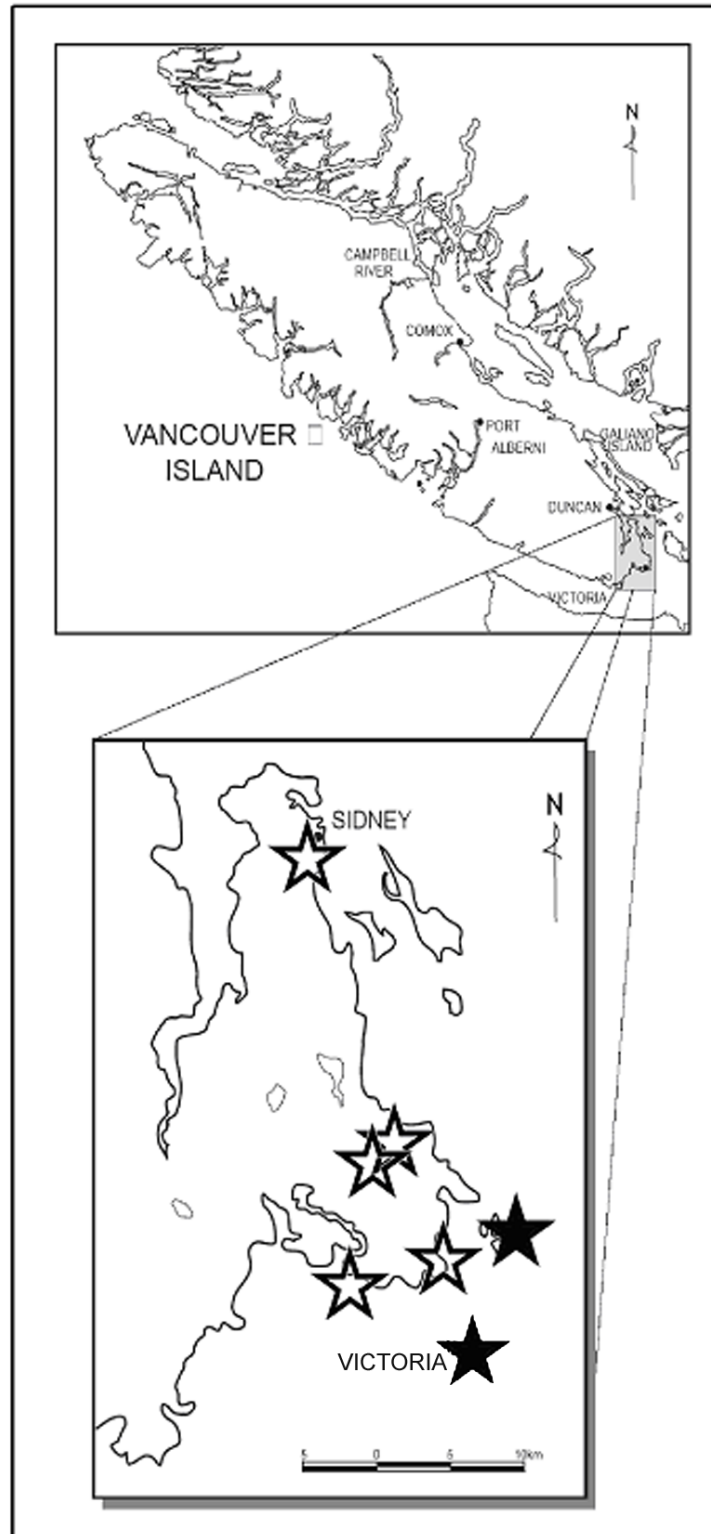 N
CAMPBELL
RIVER
COMOX
VANCOUVER
ISLAND
PORT
ALBERNI
GALIANO
ISLAND
DUNCAN
VICTORIA
N
SIDNEY
VICTORIA
5 0 5 10km